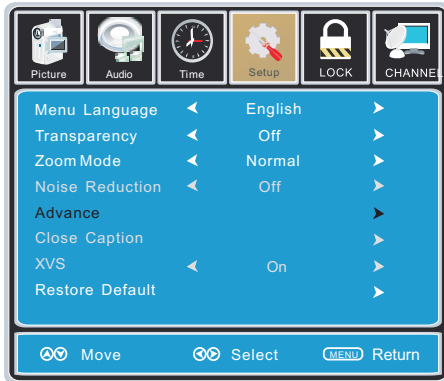 Picture Audio Time Setup LOCK CHANNEL
Menu Language English
Transparency Off
Zoom Mode Normal
Noise Reduction Off
Advance
Close Caption
XVS On
Restore Default
Move Select MENU Return